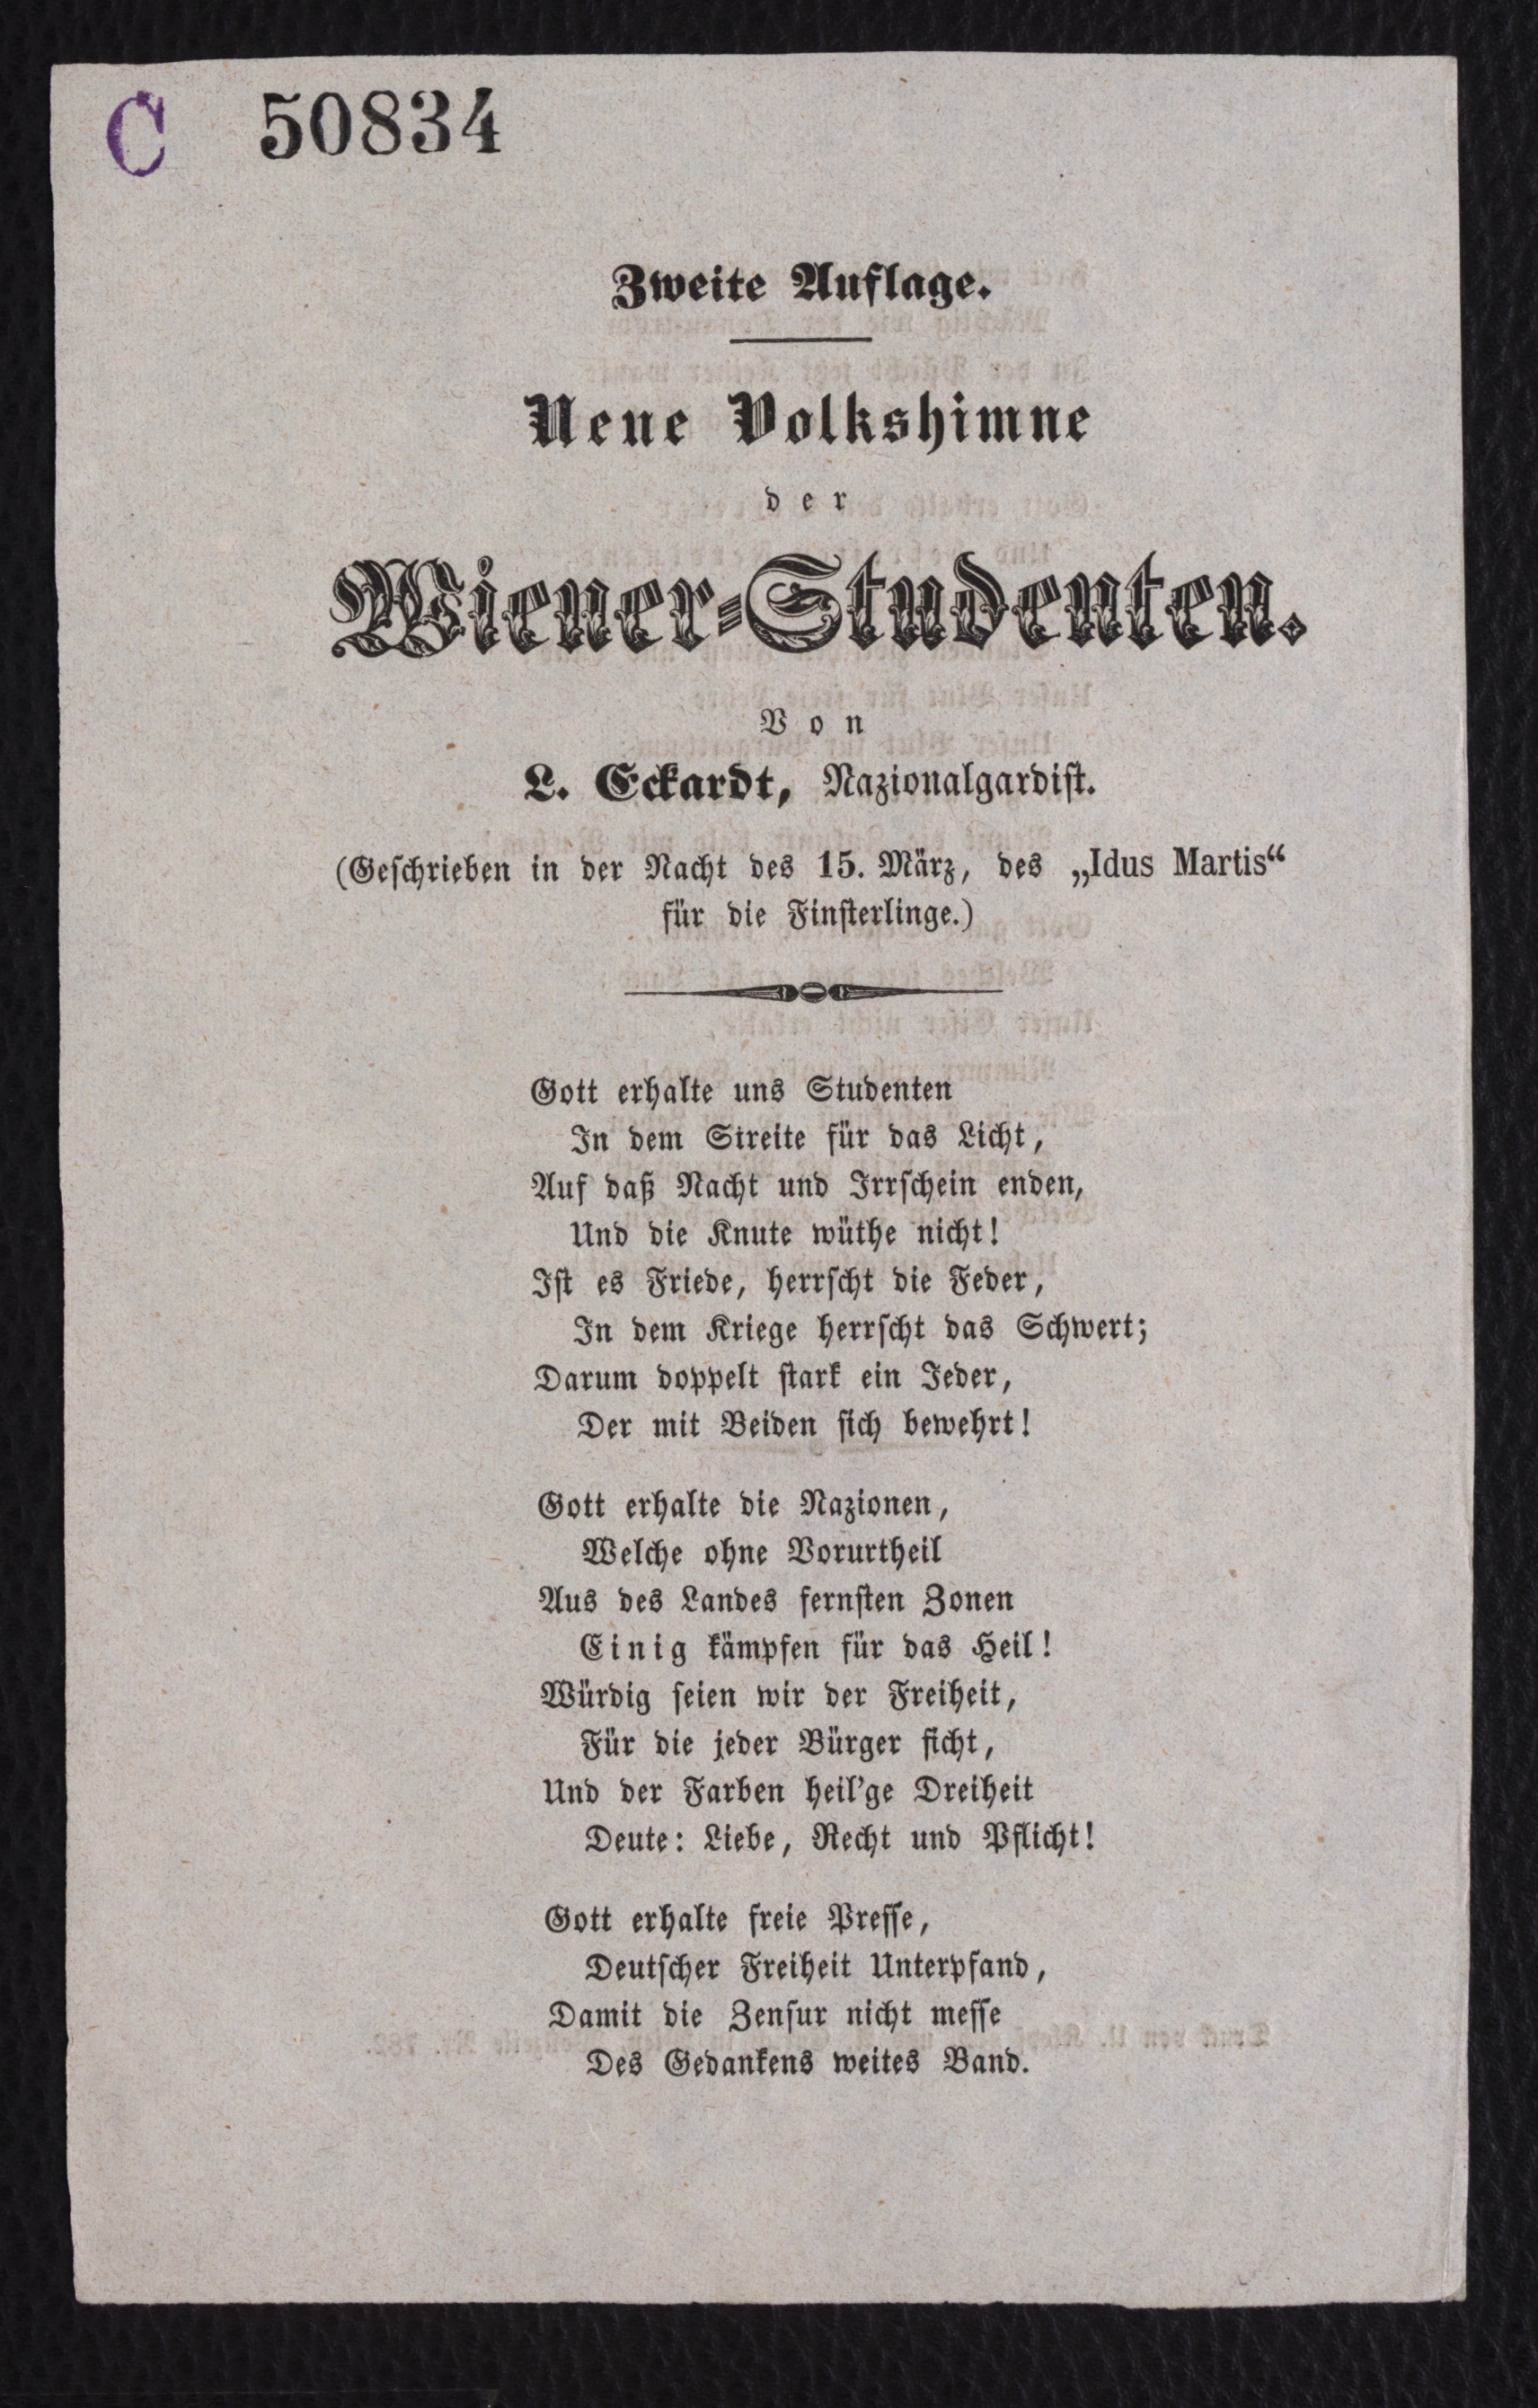 C 50834
Zweite Auflage.
Neue Volkshimne
der
Wiener-Studenten.
Von
L. Eckardt, Nazionalgardist.
(Geschrieben in der Nacht des 15. März, des „Idus Martis“
für die Finsterlinge.)
Gott erhalte uns Studenten
In dem Streite für das Licht,
Auf daß Nacht und Irrschein enden,
Und die Knute wüthe nicht!
Ist es Friede, herrscht die Feder,
In dem Kriege herrscht das Schwert;
Darum doppelt stark ein Jeder,
Der mit Beiden sich bewehrt!
Gott erhalte die Nazionen,
Welche ohne Vorurtheil
Aus des Landes fernsten Zonen
Einig kämpfen für das Heil!
Würdig seien wir der Freiheit,
Für die jeder Bürger ficht,
Und der Farben heil'ge Dreiheit
Deute: Liebe, Recht und Pflicht!
Gott erhalte freie Presse,
Deutscher Freiheit Unterpfand,
Damit die Zensur nicht messe
Des Gedankens weites Band.